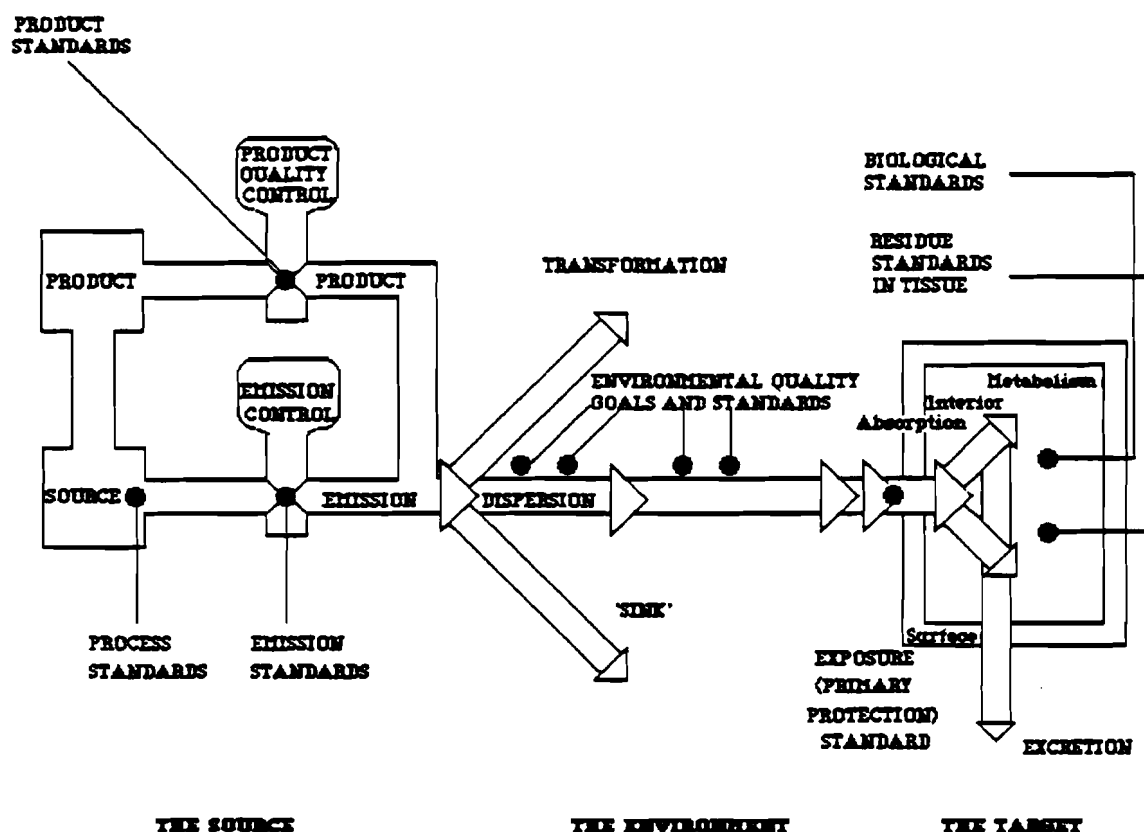 PRODUCT
STANDARDS
PRODUCT
QUALITY
CONTROL
BIOLOGICAL
STANDARDS
PRODUCT
PRODUCT
TRANSFORMATION
RESIDUE
STANDARDS
IN TISSUE
EMISSION
CONTROL
ENVIRONMENTAL QUALITY
GOALS AND STANDARDS
Metabolism
Interior
Absorption
SOURCE
EMISSION
DISPERSION
'SINK'
PROCESS
STANDARDS
EMISSION
STANDARDS
Surface
EXPOSURE
(PRIMARY
PROTECTION)
STANDARD
EXCRETION
THE SOURCE
THE ENVIRONMENT
THE TARGET